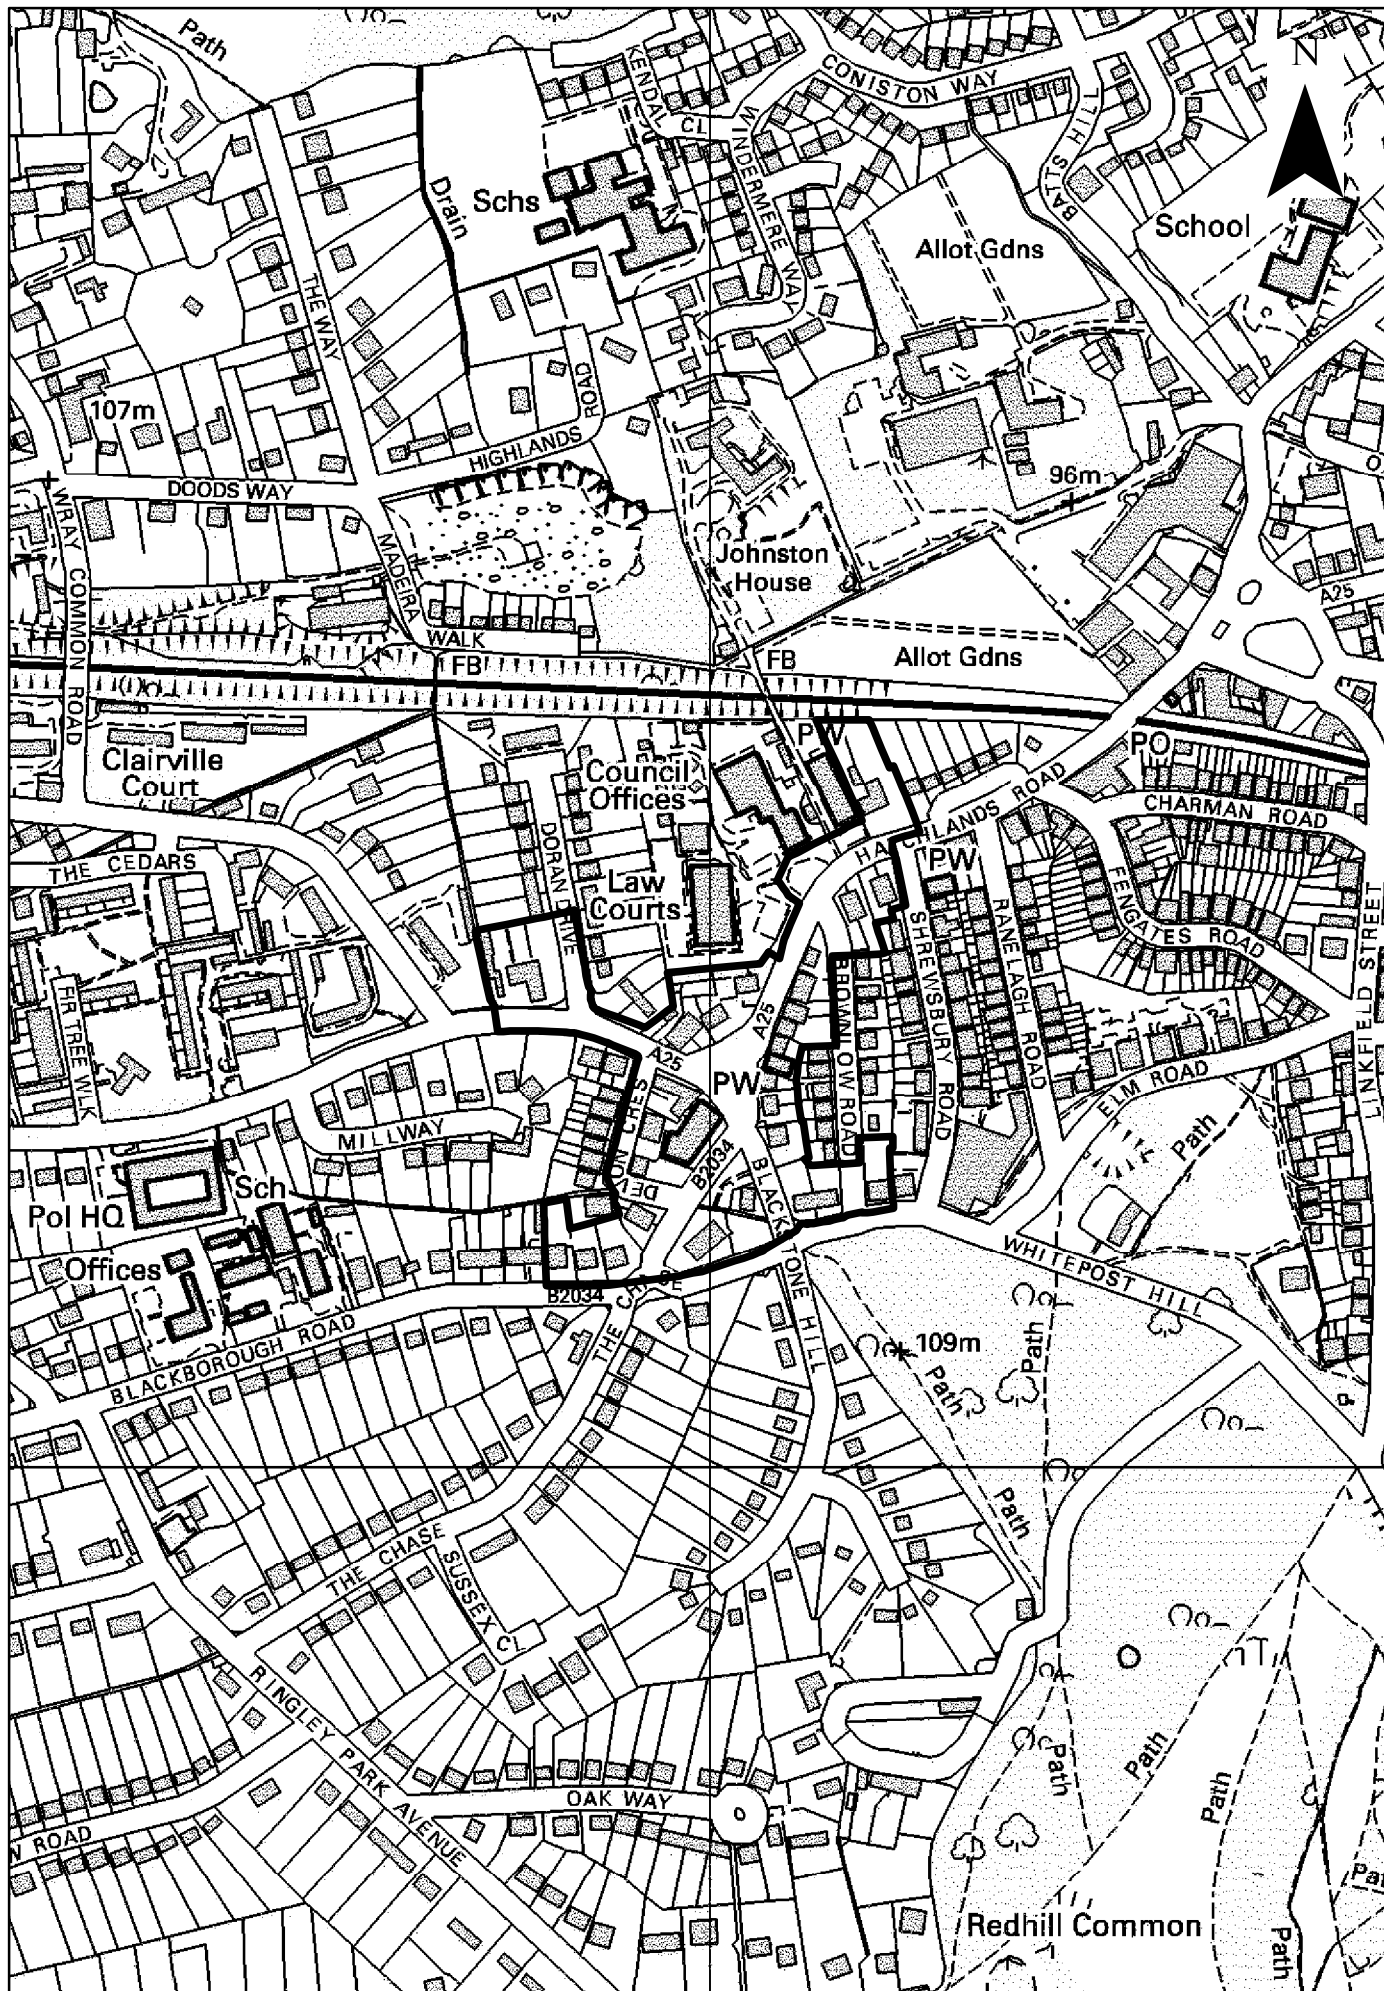 Path
KENDAL
CL
CONISTON WAY
N
WINDERMERE WAY
BATTS HILL
Drain
Schs
School
Allot Gdns
THE WAY
ROAD
HIGHLANDS
107m
96m
DOODS WAY
WRAY COMMON ROAD
MADEIRA
WALK
Johnston
House
A25
FB
FB
Allot Gdns
PW
PO
Clairville
Court
Council
Offices
HATCHLANDS ROAD
CHARMAN ROAD
THE CEDARS
DORAN DRIVE
Law
Courts
PW
FENGATES ROAD
SHREWSBURY ROAD
RANELAGH ROAD
LINKFIELD STREET
FIR TREE WLK
A25
BROWNLOW ROAD
A25
PW
ELM ROAD
MILLWAY
DEVON CRES
B2034
Path
BLACKSTONE HILL
Pol HQ
Sch
Offices
WHITEPOST HILL
B2034
THE CHASE
BLACKBOROUGH ROAD
109m
Path
Path
Path
THE CHASE
SUSSEX
CL
RINGLEY PARK AVENUE
Path
Path
Path
OAK WAY
W ROAD
Redhill Common
Path